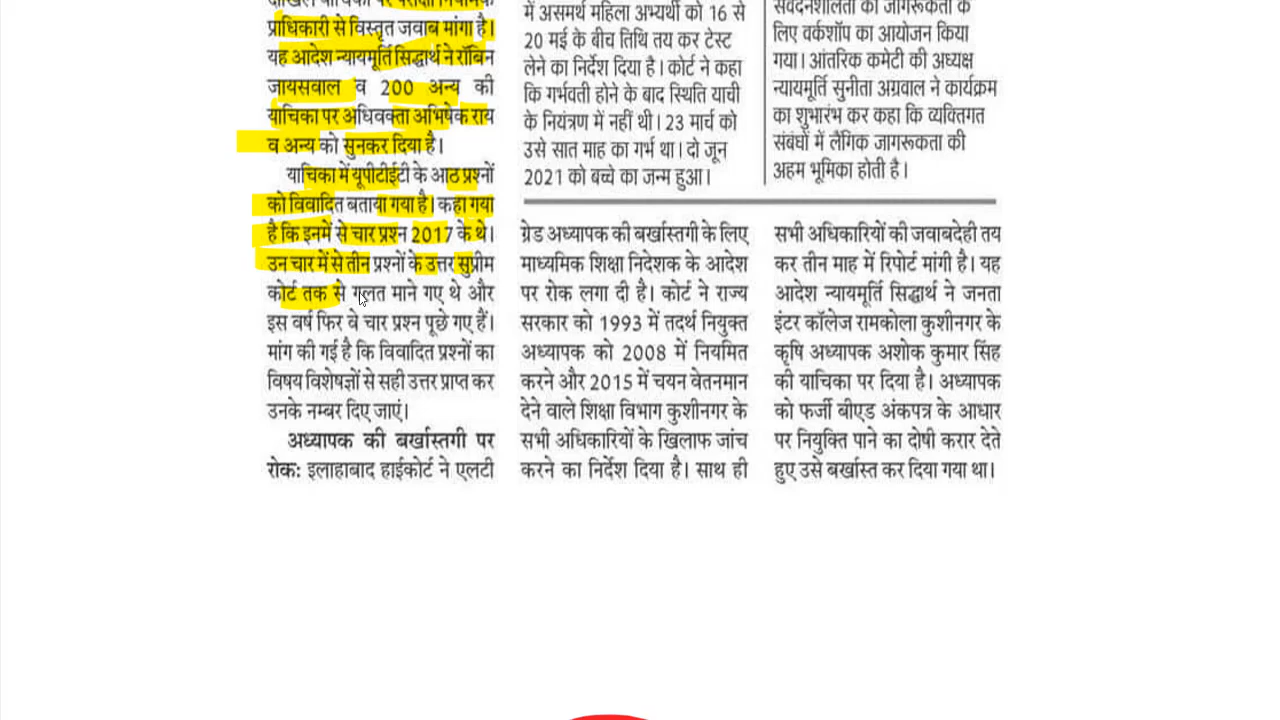 दाखिल याचिका पर परीक्षा नियामक
प्राधिकारी से विस्तृत जवाब मांगा है।
यह आदेश न्यायमूर्ति सिद्धार्थ ने रॉबिन
जायसवाल व 200 अन्य की
याचिका पर अधिवक्ता अभिषेक राय
व अन्य को सुनकर दिया है।
याचिका में यूपीटीईटी के आठ प्रश्नों
को विवादित बताया गया है। कहा गया
है कि इनमें से चार प्रश्न 2017 के थे।
उन चार में से तीन प्रश्नों के उत्तर सुप्रीम
कोर्ट तक से गलत माने गए थे और
इस वर्ष फिर वे चार प्रश्न पूछे गए हैं।
मांग की गई है कि विवादित प्रश्नों का
विषय विशेषज्ञों से सही उत्तर प्राप्त कर
उनके नम्बर दिए जाएं।
अध्यापक की बर्खास्तगी पर
रोक: इलाहाबाद हाईकोर्ट ने एलटी
में असमर्थ महिला अभ्यर्थी को 16 से
20 मई के बीच तिथि तय कर टेस्ट
लेने का निर्देश दिया है। कोर्ट ने कहा
कि गर्भवती होने के बाद स्थिति याची
के नियंत्रण में नहीं थी। 23 मार्च को
उसे सात माह का गर्भ था। दो जून
2021 को बच्चे का जन्म हुआ।
संवेदनशीलता की जागरूकता के
लिए वर्कशॉप का आयोजन किया
गया। आंतरिक कमेटी की अध्यक्ष
न्यायमूर्ति सुनीता अग्रवाल ने कार्यक्रम
का शुभारंभ कर कहा कि व्यक्तिगत
संबंधों में लैंगिक जागरूकता की
अहम भूमिका होती है।
ग्रेड अध्यापक की बर्खास्तगी के लिए
माध्यमिक शिक्षा निदेशक के आदेश
पर रोक लगा दी है। कोर्ट ने राज्य
सरकार को 1993 में तदर्थ नियुक्त
अध्यापक को 2008 में नियमित
करने और 2015 में चयन वेतनमान
देने वाले शिक्षा विभाग कुशीनगर के
सभी अधिकारियों के खिलाफ जांच
करने का निर्देश दिया है। साथ ही
सभी अधिकारियों की जवाबदेही तय
कर तीन माह में रिपोर्ट मांगी है। यह
आदेश न्यायमूर्ति सिद्धार्थ ने जनता
इंटर कॉलेज रामकोला कुशीनगर के
कृषि अध्यापक अशोक कुमार सिंह
की याचिका पर दिया है। अध्यापक
को फर्जी बीएड अंकपत्र के आधार
पर नियुक्ति पाने का दोषी करार देते
हुए उसे बर्खास्त कर दिया गया था।